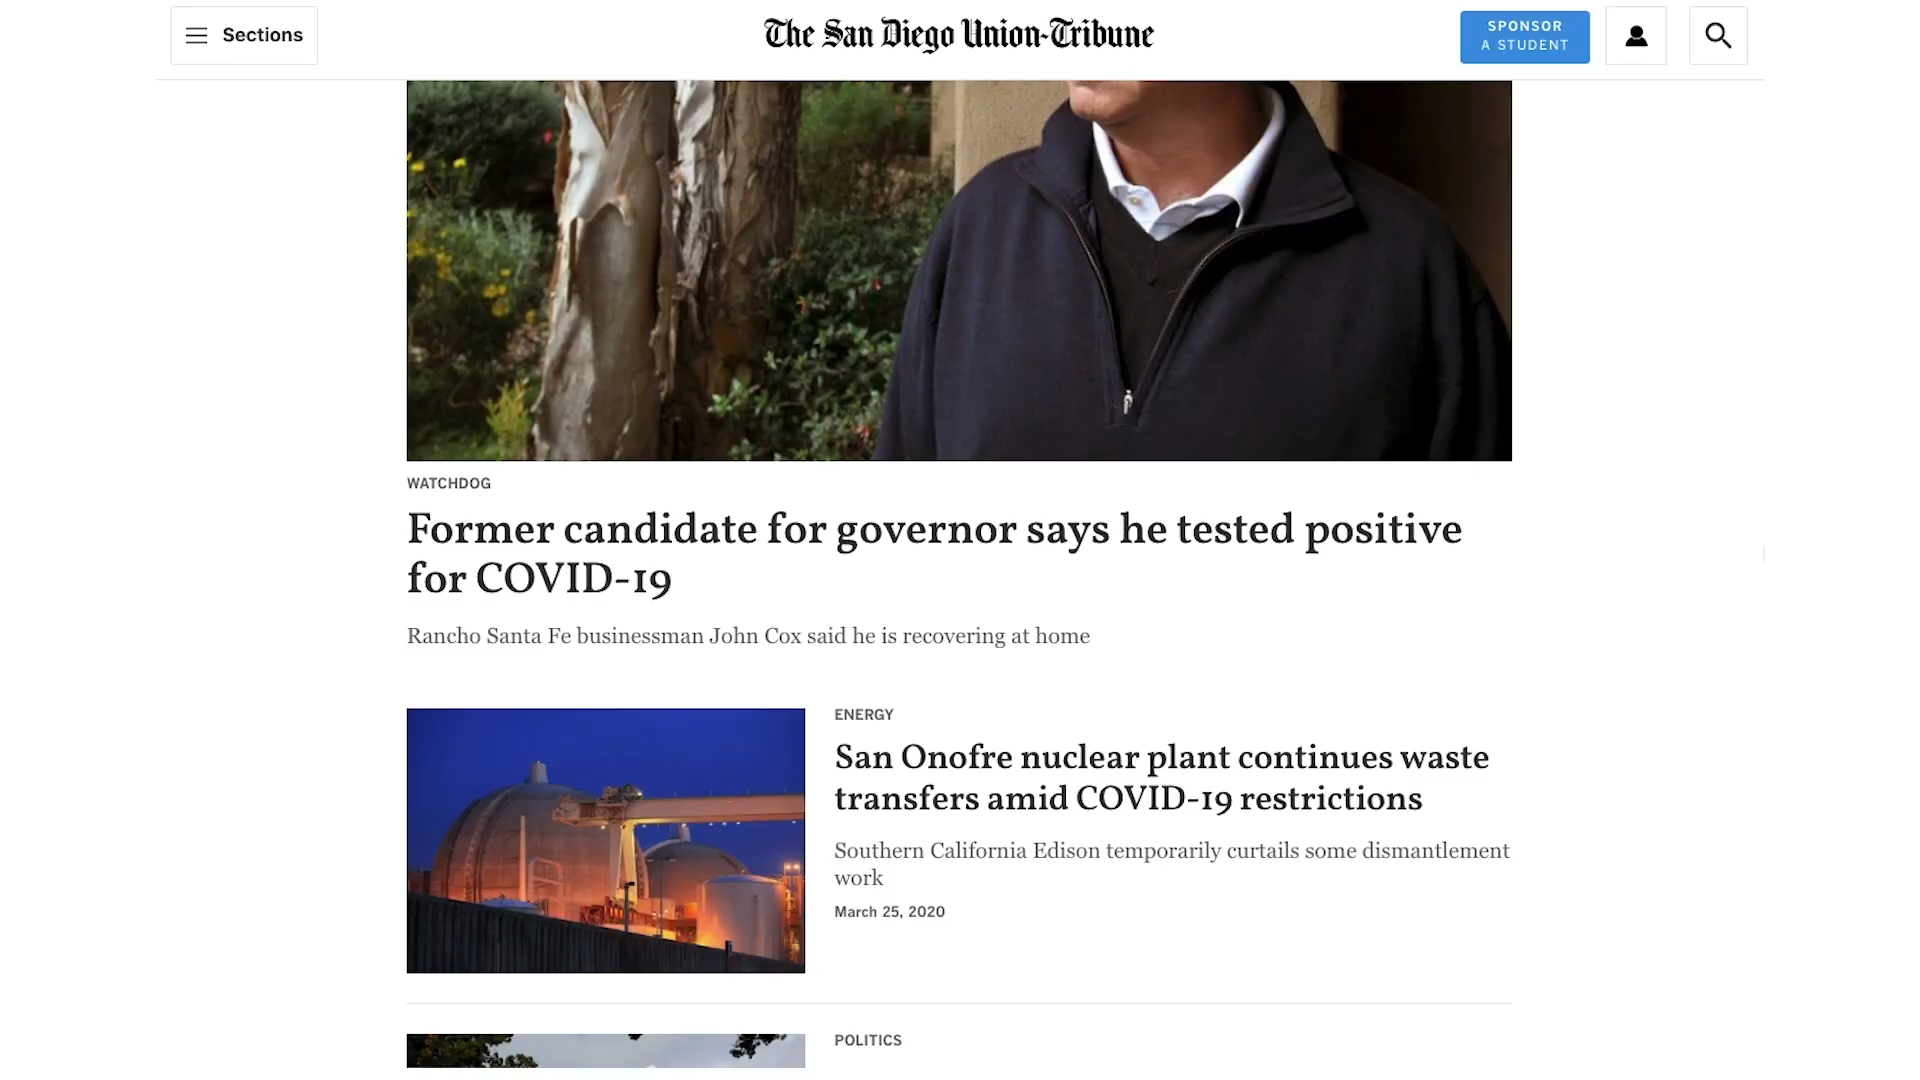 Sections
The San Diego Union-Tribune
SPONSOR
A STUDENT
WATCHDOG
Former candidate for governor says he tested positive
for COVID-19
Rancho Santa Fe businessman John Cox said he is recovering at home
ENERGY
San Onofre nuclear plant continues waste
transfers amid COVID-19 restrictions
Southern California Edison temporarily curtails some dismantlement
work
March 25, 2020
POLITICS